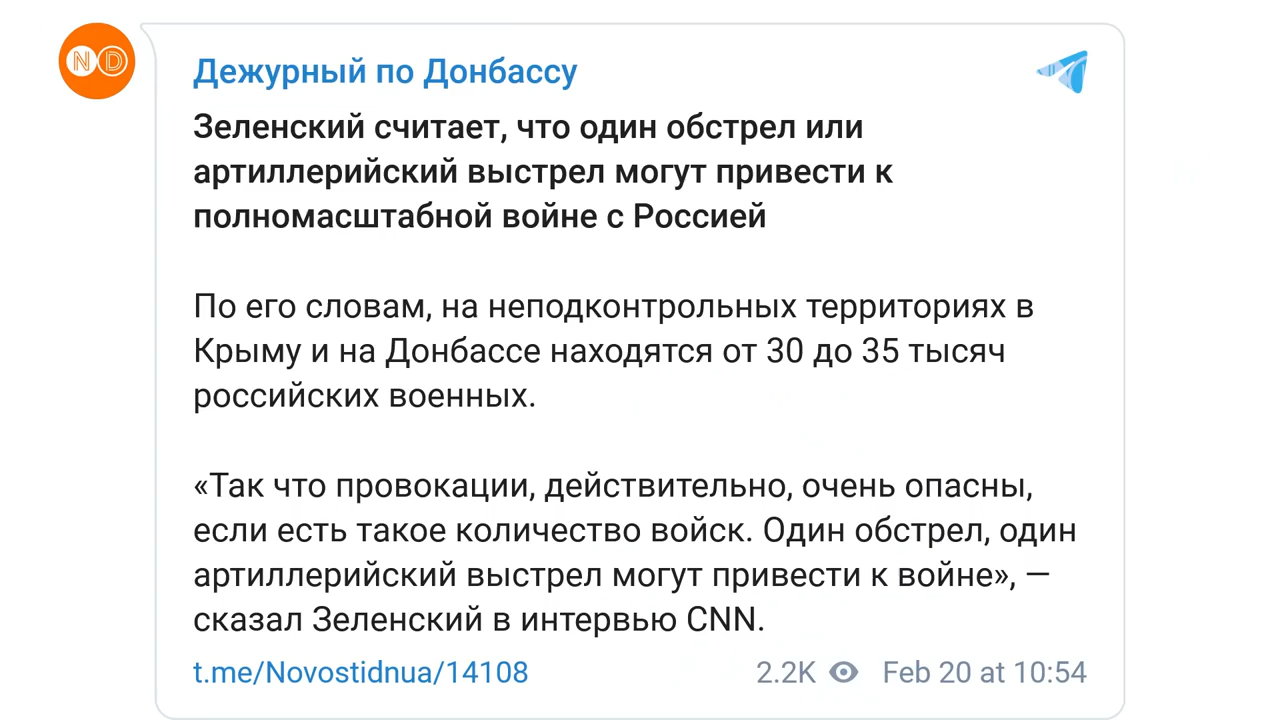 ND
Дежурный по Донбассу
Зеленский считает, что один обстрел или
артиллерийский выстрел могут привести к
полномасштабной войне с Россией
По его словам, на неподконтрольных территориях в
Крыму и на Донбассе находятся от 30 до 35 тысяч
российских военных.
«Так что провокации, действительно, очень опасны,
если есть такое количество войск. Один обстрел, один
артиллерийский выстрел могут привести к войне», —
сказал Зеленский в интервью CNN.
t.me/Novostidnua/14108 2.2K Feb 20 at 10:54